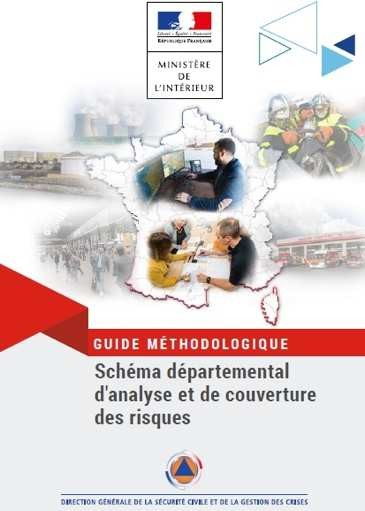 Liberté • Égalité • Fraternité
RÉPUBLIQUE FRANÇAISE
MINISTÈRE
DE
L'INTÉRIEUR
GUIDE MÉTHODOLOGIQUE
Schéma départemental
d'analyse et de couverture
des risques
DIRECTION GÉNÉRALE DE LA SÉCURITÉ CIVILE ET DE LA GESTION DES CRISES